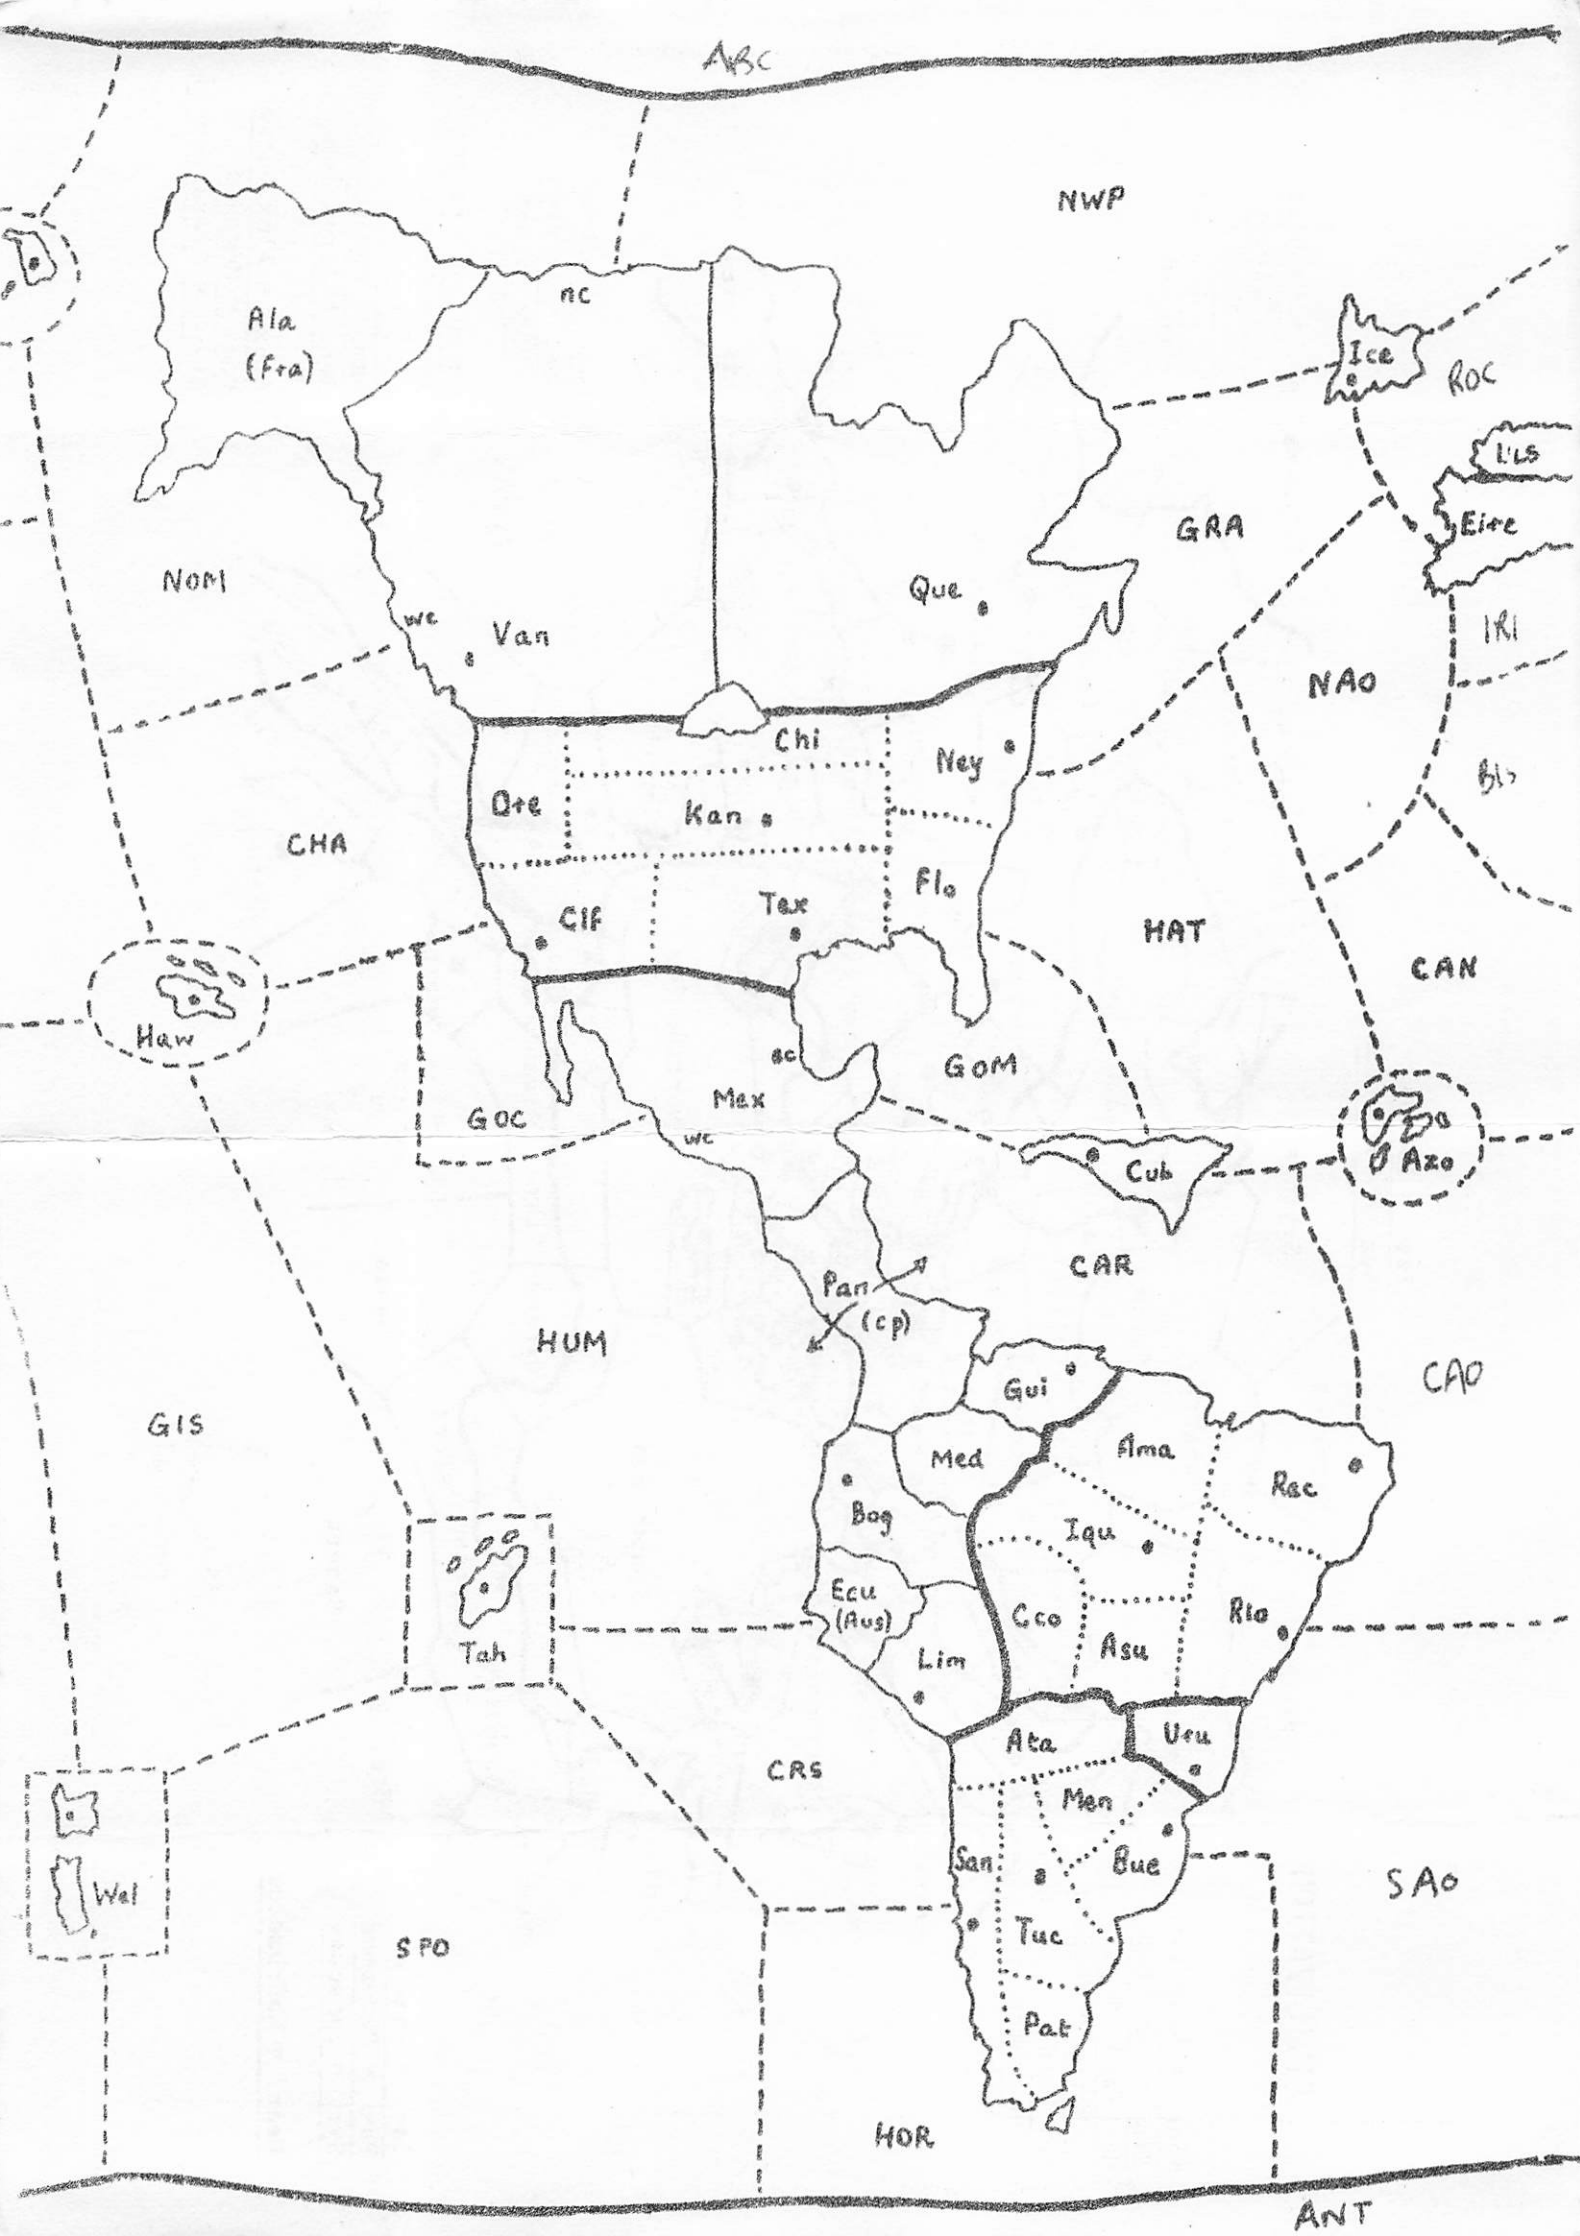 ABC
NWP
nc
Ala
(Fra)
Ice
ROC
Eire
GRA
NOM
Que
wc
Van
IRI
NAO
Chi
Ney
Ore
Kan
CHA
Flo
Clf
Tex
HAT
CAN
Haw
GOM
Mex
GOC
wc
Cub
Azo
CAR
Pan
(cp)
HUM
Gui
CAO
GIS
Ama
Med
Rec
Bog
Iqu
Ecu
(Aus)
Cco
Rio
Asu
Lim
Tah
Ata
Uru
CRS
Men
San
Bue
Wel
SAO
Tuc
SPO
Pat
HOR
ANT